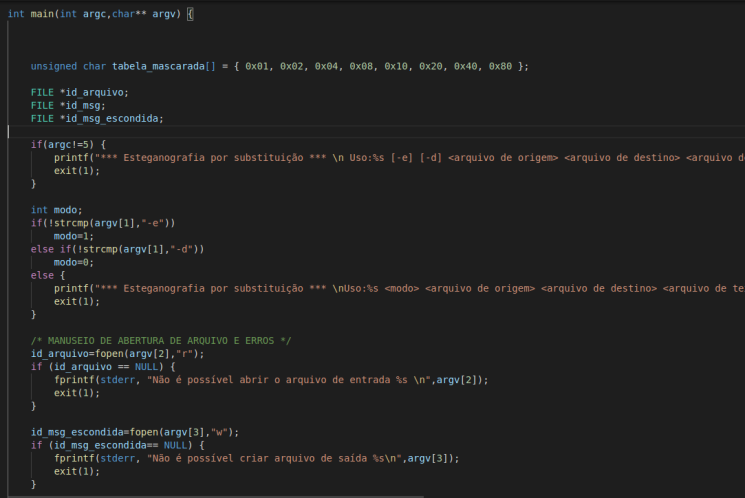 int main(int argc,char** argv) {
unsigned char tabela_mascarada[] = { 0x01, 0x02, 0x04, 0x08, 0x10, 0x20, 0x40, 0x80 };
FILE *id_arquivo;
FILE *id_msg;
FILE *id_msg_escondida;
if(argc!=5) {
printf("*** Esteganografia por substituição *** \n Uso:%s [-e] [-d] <arquivo de origem> <arquivo de destino> <arquivo
exit(1);
}
int modo;
if(!strcmp(argv[1],"-e"))
modo=1;
else if(!strcmp(argv[1],"-d"))
modo=0;
else {
printf("*** Esteganografia por substituição *** \nUso:%s <modo> <arquivo de origem> <arquivo de destino> <arquivo de te
exit(1);
}
/* MANUSEIO DE ABERTURA DE ARQUIVO E ERROS */
id_arquivo=fopen(argv[2],"r");
if (id_arquivo == NULL) {
fprintf(stderr, "Não é possível abrir o arquivo de entrada %s \n",argv[2]);
exit(1);
}
id_msg_escondida=fopen(argv[3],"w");
if (id_msg_escondida== NULL) {
fprintf(stderr, "Não é possível criar arquivo de saída %s\n",argv[3]);
exit(1);
}